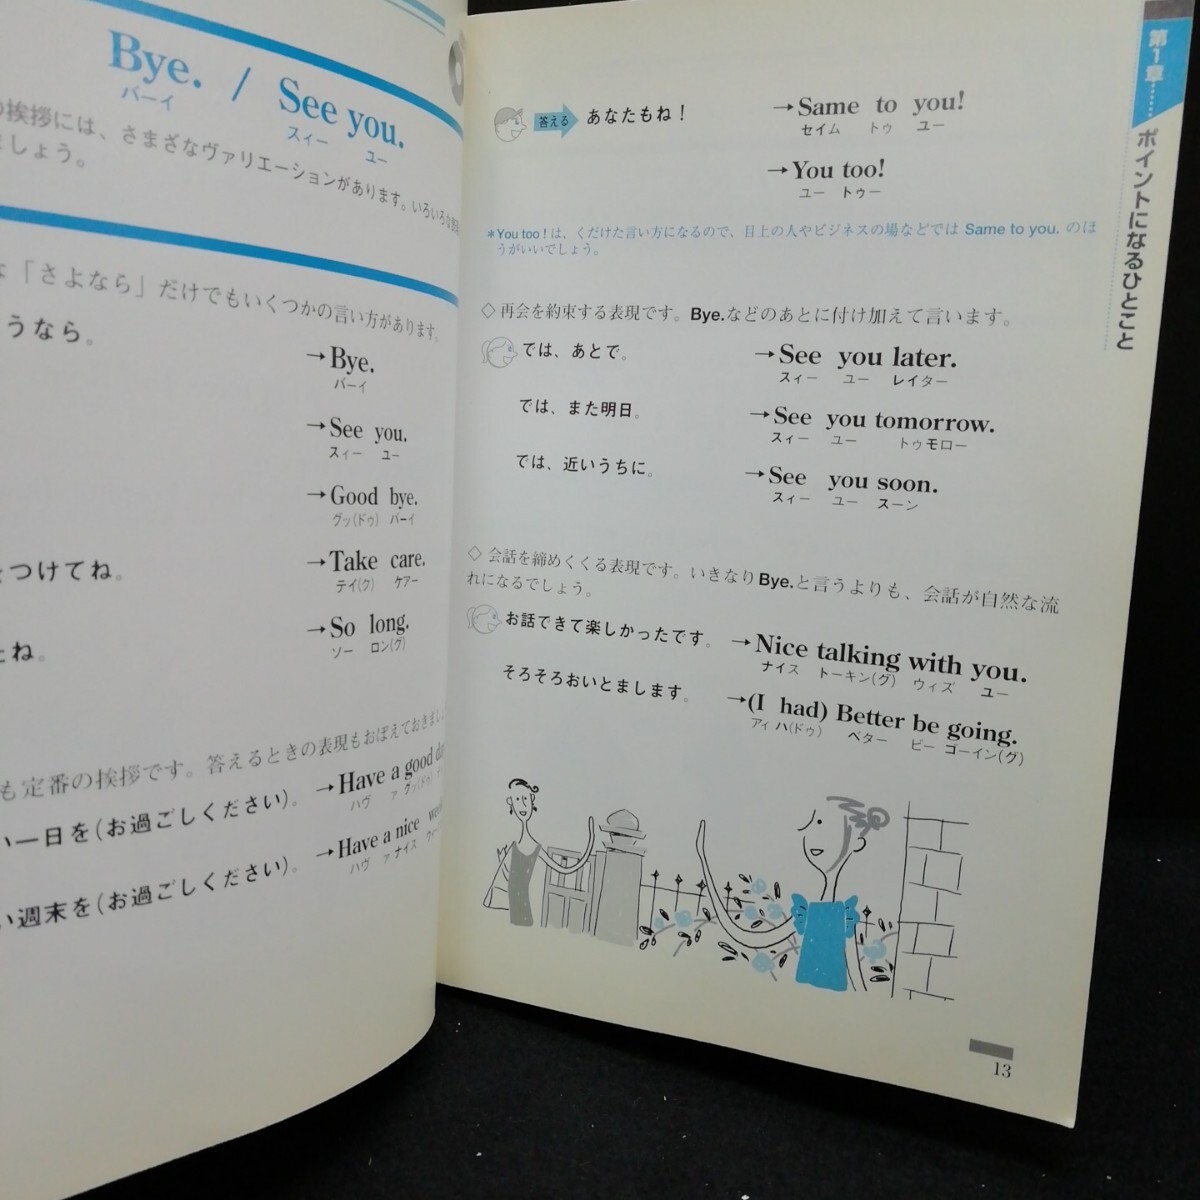 Bye. / See you.
バーイ スィー ユー
の挨拶には、さまざまなヴァリエーションがあります。いろいろな
ましょう。
な「さよなら」だけでもいくつかの言い方があります。
うなら。
→Bye.
バーイ
→See you.
スィー ユー
→Good bye.
グッ(ドゥ) バーイ
をつけてね。
→Take care.
テイ(ク) ケアー
たね。
→So long.
ソー ロン(グ)
も定番の挨拶です。答えるときの表現もおぼえておきまし
い一日を(お過ごしください)。
→Have a good da
ハヴ ァ グッ(ドゥ)
い週末を(お過ごしください)。
→Have a nice wee
ハヴ ァ ナイス ウィー
第1章……ポイントになるひとこと
答える あなたもね！ →Same to you!
セイム トゥ ユー
→You too!
ユー トゥー
＊You too！は、くだけた言い方になるので、目上の人やビジネスの場などでは Same to you. のほ
うがいいでしょう。
◇再会を約束する表現です。Bye.などのあとに付け加えて言います。
では、あとで。 →See you later.
スィー ユー レイター
では、また明日。 →See you tomorrow.
スィー ユー トゥモロー
では、近いうちに。 →See you soon.
スィー ユー スーン
◇会話を締めくくる表現です。いきなりBye.と言うよりも、会話が自然な流
れになるでしょう。
お話できて楽しかったです。 →Nice talking with you.
ナイス トーキン(グ) ウィズ ユー
そろそろおいとまします。 →(I had) Better be going.
アィ ハ(ドゥ) ベター ビー ゴーイン(グ)
13